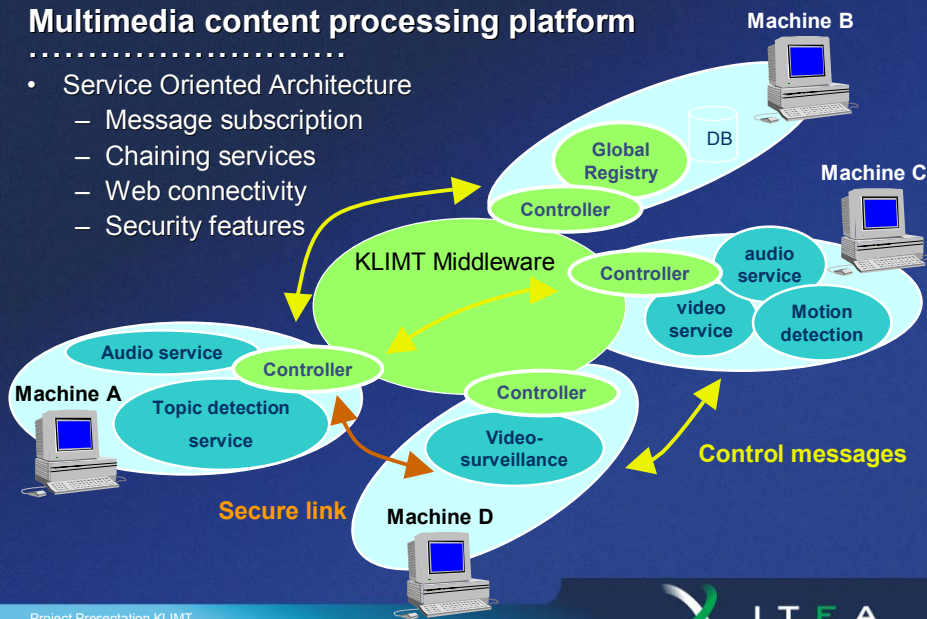 Multimedia content processing platform
• Service Oriented Architecture
– Message subscription
– Chaining services
– Web connectivity
– Security features
Machine B
DB
Global
Registry
Controller
Machine C
KLIMT Middleware
Controller
audio
service
video
service
Motion
detection
Audio service
Controller
Machine A
Topic detection
service
Controller
Video-
surveillance
Control messages
Secure link
Machine D
Project Presentation KLIMT
ITEA